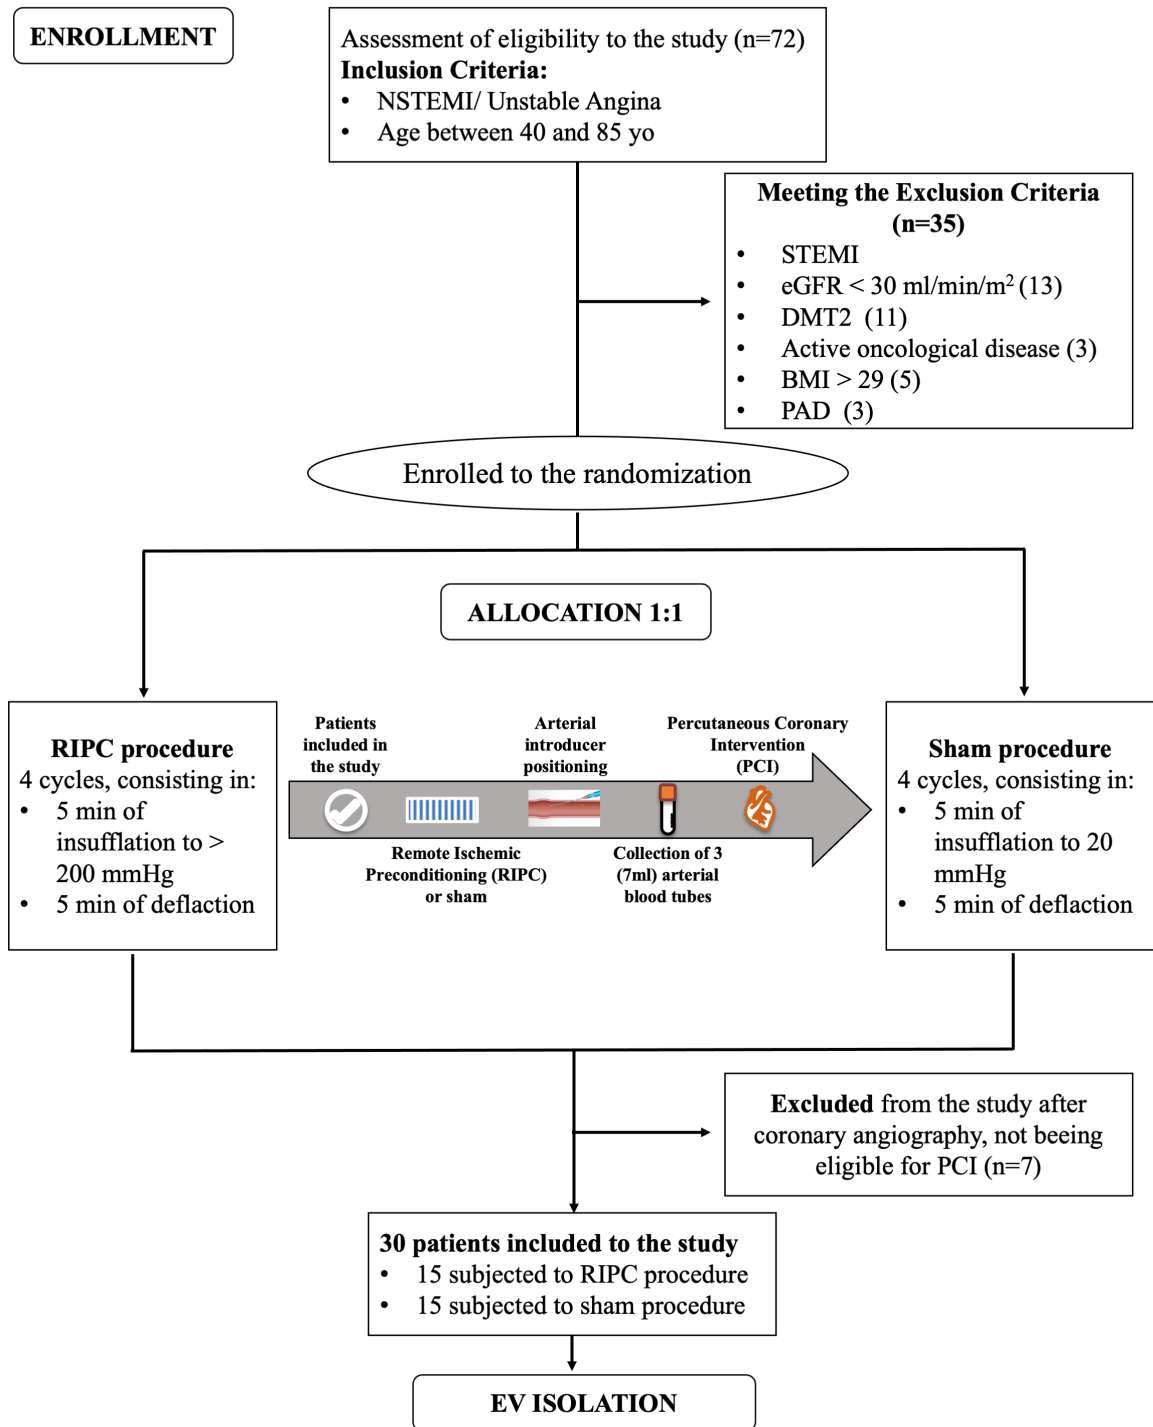 ENROLLMENT
Assessment of eligibility to the study (n=72)
Inclusion Criteria:
• NSTEMI/ Unstable Angina
• Age between 40 and 85 yo
Meeting the Exclusion Criteria
(n=35)
• STEMI
• eGFR < 30 ml/min/m² (13)
• DMT2 (11)
• Active oncological disease (3)
• BMI > 29 (5)
• PAD (3)
Enrolled to the randomization
ALLOCATION 1:1
RIPC procedure
4 cycles, consisting in:
• 5 min of
insufflation to >
200 mmHg
• 5 min of deflaction
Patients
included in
the study
Remote Ischemic
Preconditioning (RIPC)
or sham
Arterial
introducer
positioning
Collection of 3
(7ml) arterial
blood tubes
Percutaneous Coronary
Intervention
(PCI)
Sham procedure
4 cycles, consisting in:
• 5 min of
insufflation to 20
mmHg
• 5 min of deflaction
Excluded from the study after
coronary angiography, not beeing
eligible for PCI (n=7)
30 patients included to the study
• 15 subjected to RIPC procedure
• 15 subjected to sham procedure
EV ISOLATION